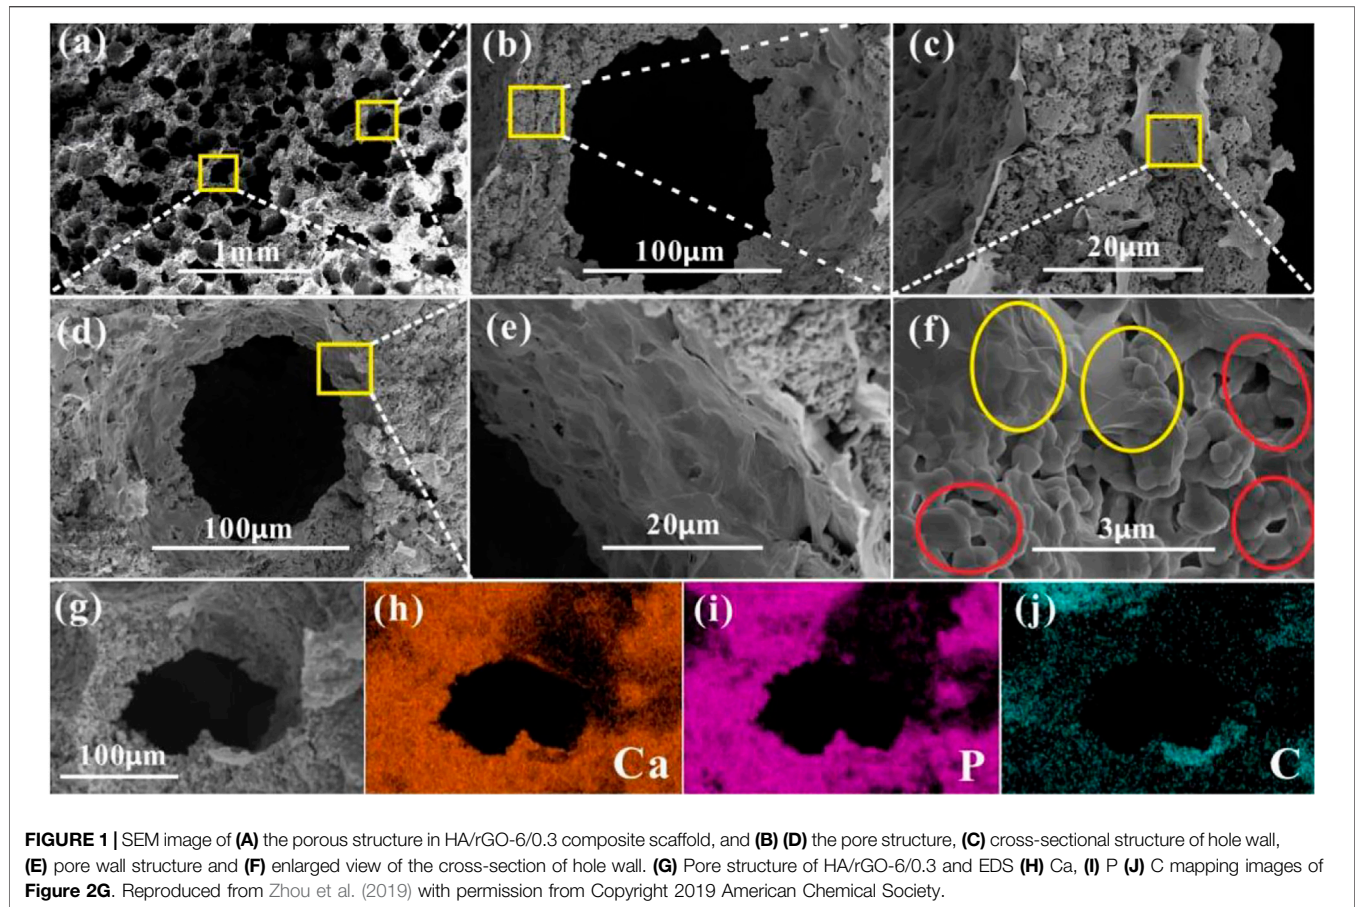 (a)
(b)
(c)
1mm
100μm
20μm
(d)
(e)
(f)
100μm
20μm
3μm
(g)
(h)
(i)
(j)
100μm
Ca
P
C
FIGURE 1 | SEM image of (A) the porous structure in HA/rGO-6/0.3 composite scaffold, and (B) (D) the pore structure, (C) cross-sectional structure of hole wall,
(E) pore wall structure and (F) enlarged view of the cross-section of hole wall. (G) Pore structure of HA/rGO-6/0.3 and EDS (H) Ca, (I) P (J) C mapping images of
Figure 2G. Reproduced from Zhou et al. (2019) with permission from Copyright 2019 American Chemical Society.